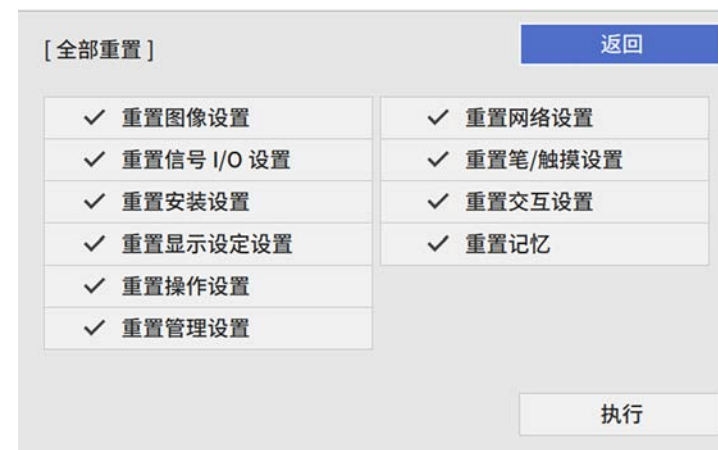 [全部重置]
返回
重置图像设置
重置信号 I/O 设置
重置安装设置
重置显示设定设置
重置操作设置
重置管理设置
重置网络设置
重置笔/触摸设置
重置交互设置
重置记忆
执行